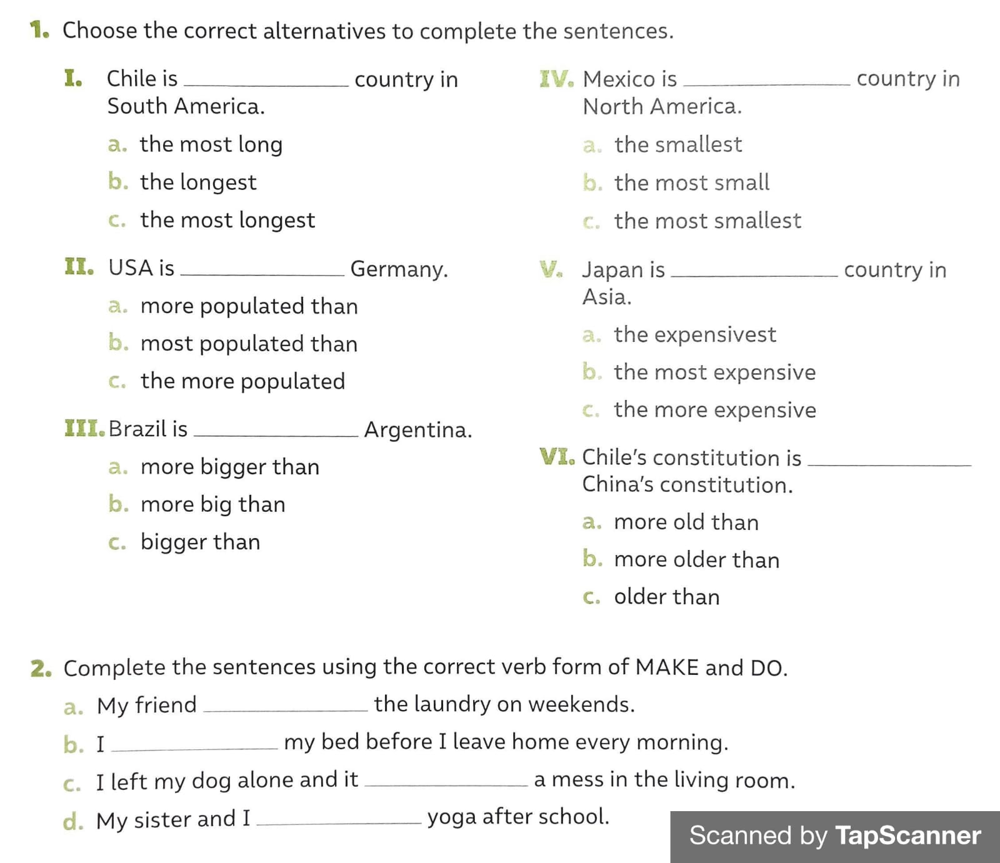 1. Choose the correct alternatives to complete the sentences.
I. Chile is ______________ country in
South America.
a. the most long
b. the longest
c. the most longest
II. USA is ______________ Germany.
a. more populated than
b. most populated than
c. the more populated
III. Brazil is ______________ Argentina.
a. more bigger than
b. more big than
c. bigger than
IV. Mexico is ______________ country in
North America.
a. the smallest
b. the most small
c. the most smallest
V. Japan is ______________ country in
Asia.
a. the expensivest
b. the most expensive
c. the more expensive
VI. Chile's constitution is ______________
China's constitution.
a. more old than
b. more older than
c. older than
2. Complete the sentences using the correct verb form of MAKE and DO.
a. My friend ______________ the laundry on weekends.
b. I ______________ my bed before I leave home every morning.
c. I left my dog alone and it ______________ a mess in the living room.
d. My sister and I ______________ yoga after school.
Scanned by TapScanner